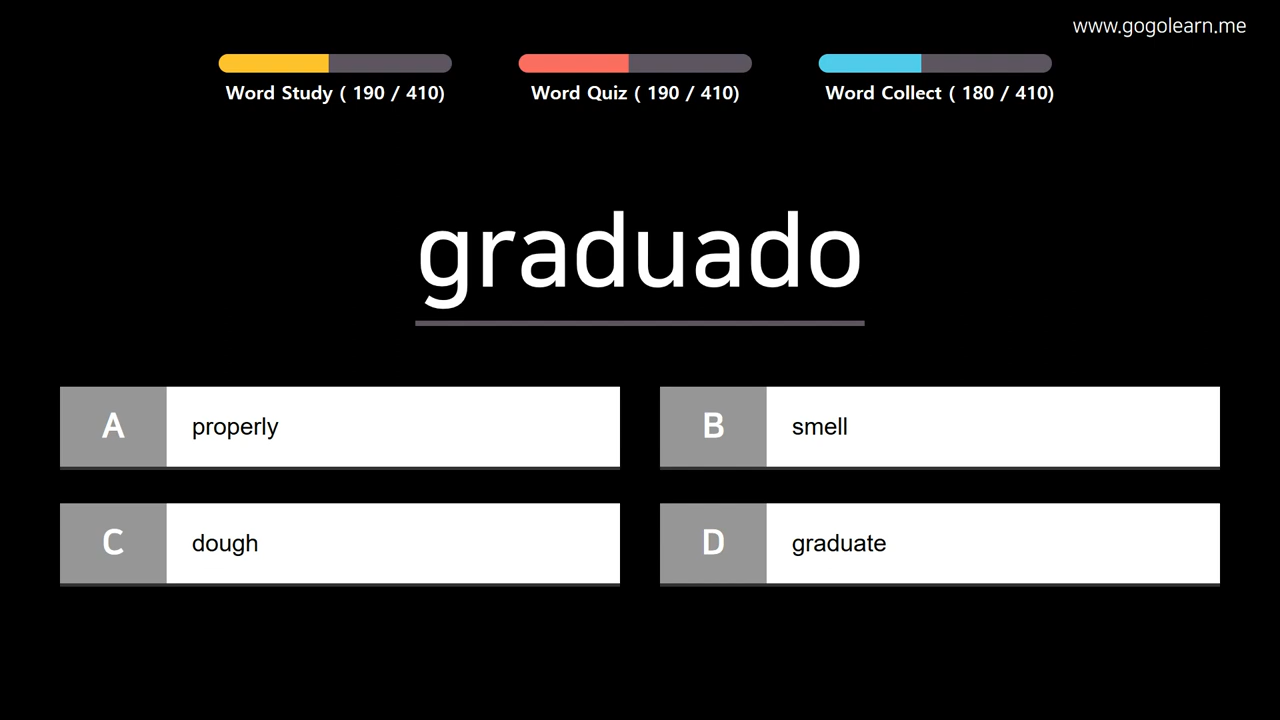 www.gogolearn.me
Word Study ( 190 / 410)
Word Quiz ( 190 / 410)
Word Collect ( 180 / 410)
graduado
A properly
B smell
C dough
D graduate